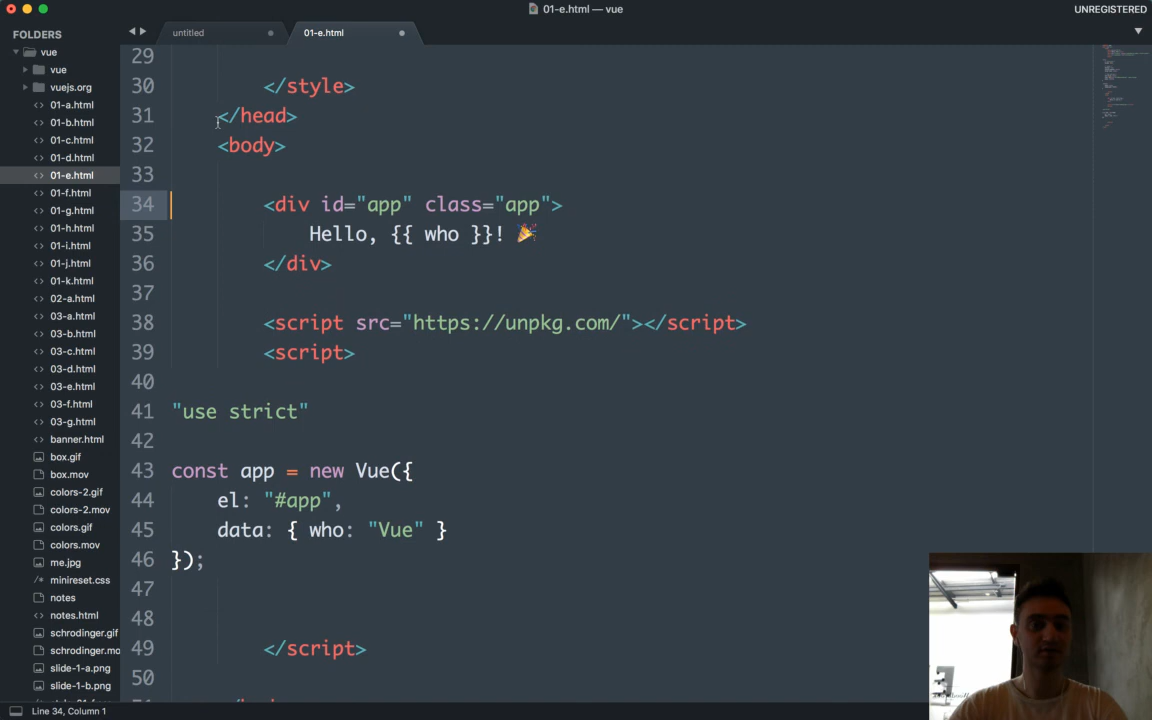 01-e.html — vue
UNREGISTERED
FOLDERS
vue
vue
vuejs.org
01-a.html
01-b.html
01-c.html
01-d.html
01-e.html
01-f.html
01-g.html
01-h.html
01-i.html
01-j.html
01-k.html
02-a.html
03-a.html
03-b.html
03-c.html
03-d.html
03-e.html
03-f.html
03-g.html
banner.html
box.gif
box.mov
colors-2.gif
colors-2.mov
colors.gif
colors.mov
me.jpg
minireset.css
notes
notes.html
schrodinger.gif
schrodinger.mo
slide-1-a.png
slide-1-b.png
untitled
01-e.html
29
30 </style>
31 </head>
32 <body>
33
34 <div id="app" class="app">
35 Hello, {{ who }}! 🎉
36 </div>
37
38 <script src="https://unpkg.com/"></script>
39 <script>
40
41 "use strict"
42
43 const app = new Vue({
44 el: "#app",
45 data: { who: "Vue" }
46 });
47
48
49 </script>
50
Line 34, Column 1